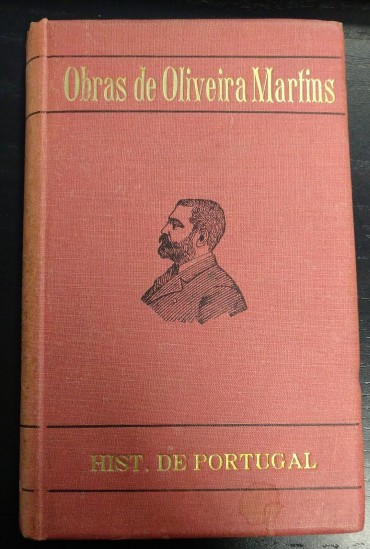 Obras de Oliveira Martins
HIST. DE PORTUGAL